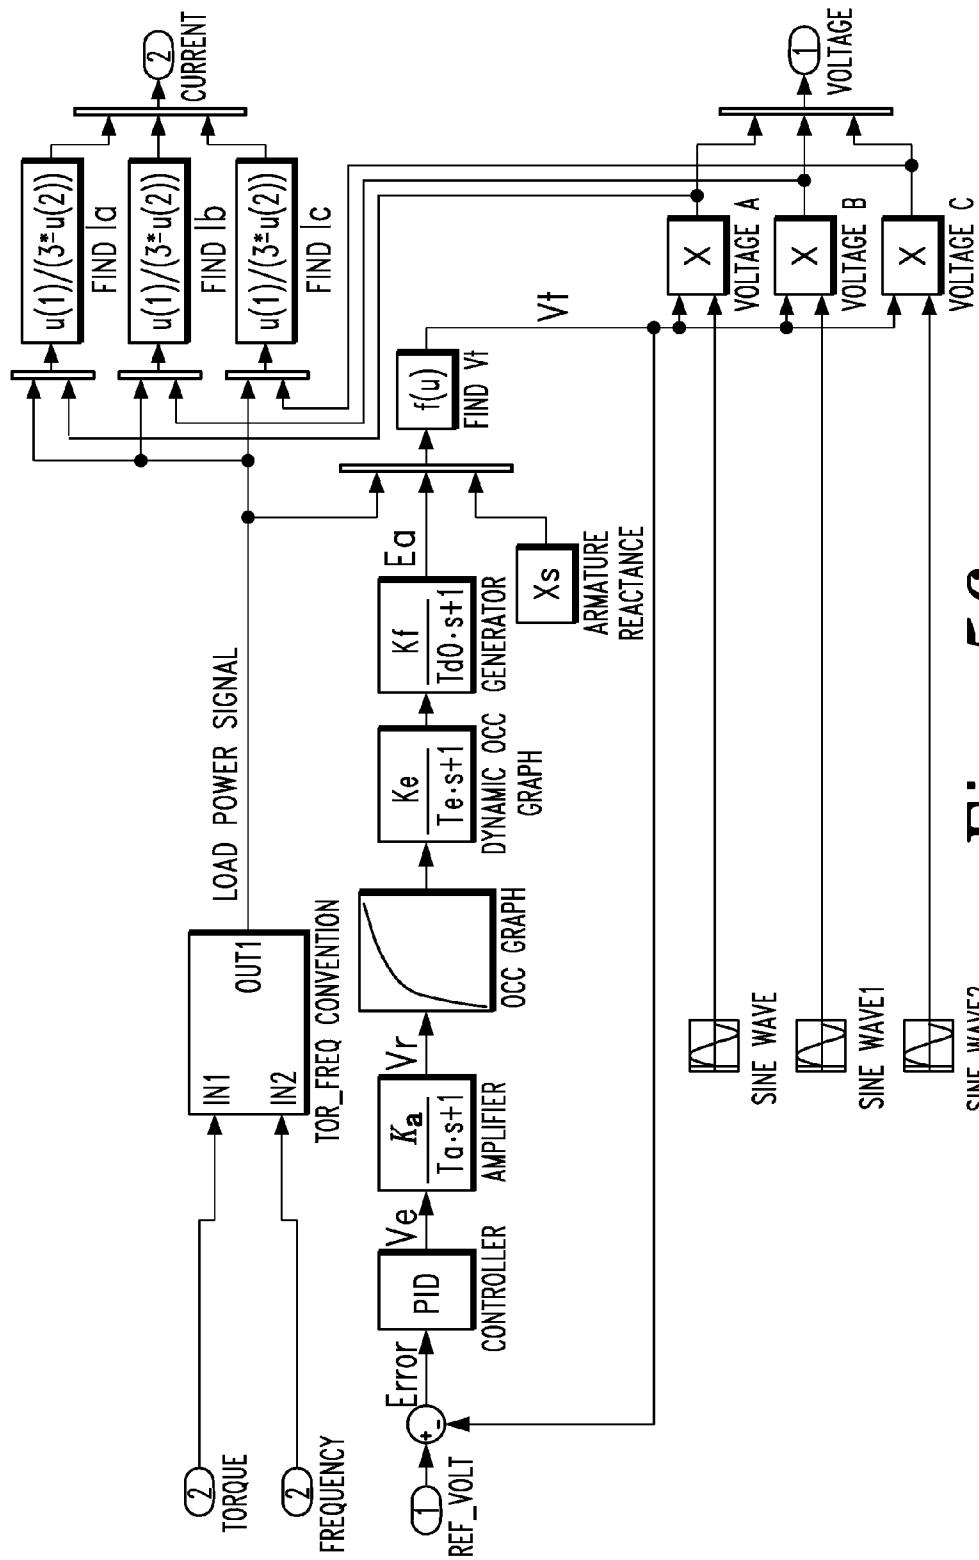 2
TORQUE
2
FREQUENCY
IN1
IN2
OUT1
TOR_FREQ CONVENTION
LOAD POWER SIGNAL
u(1)/(3*u(2))
FIND Ia
u(1)/(3*u(2))
FIND Ib
u(1)/(3*u(2))
FIND Ic
2
CURRENT
1
REF_VOLT
+
-
Error
PID
CONTROLLER
Ve
Ka
Ta·s+1
AMPLIFIER
Vr
OCC GRAPH
Ke
Te·s+1
DYNAMIC OCC
GRAPH
Kf
Td0·s+1
GENERATOR
Ea
Xs
ARMATURE
REACTANCE
f(u)
FIND Vt
Vt
SINE WAVE
SINE WAVE1
SINE WAVE2
X
VOLTAGE A
X
VOLTAGE B
X
VOLTAGE C
1
VOLTAGE